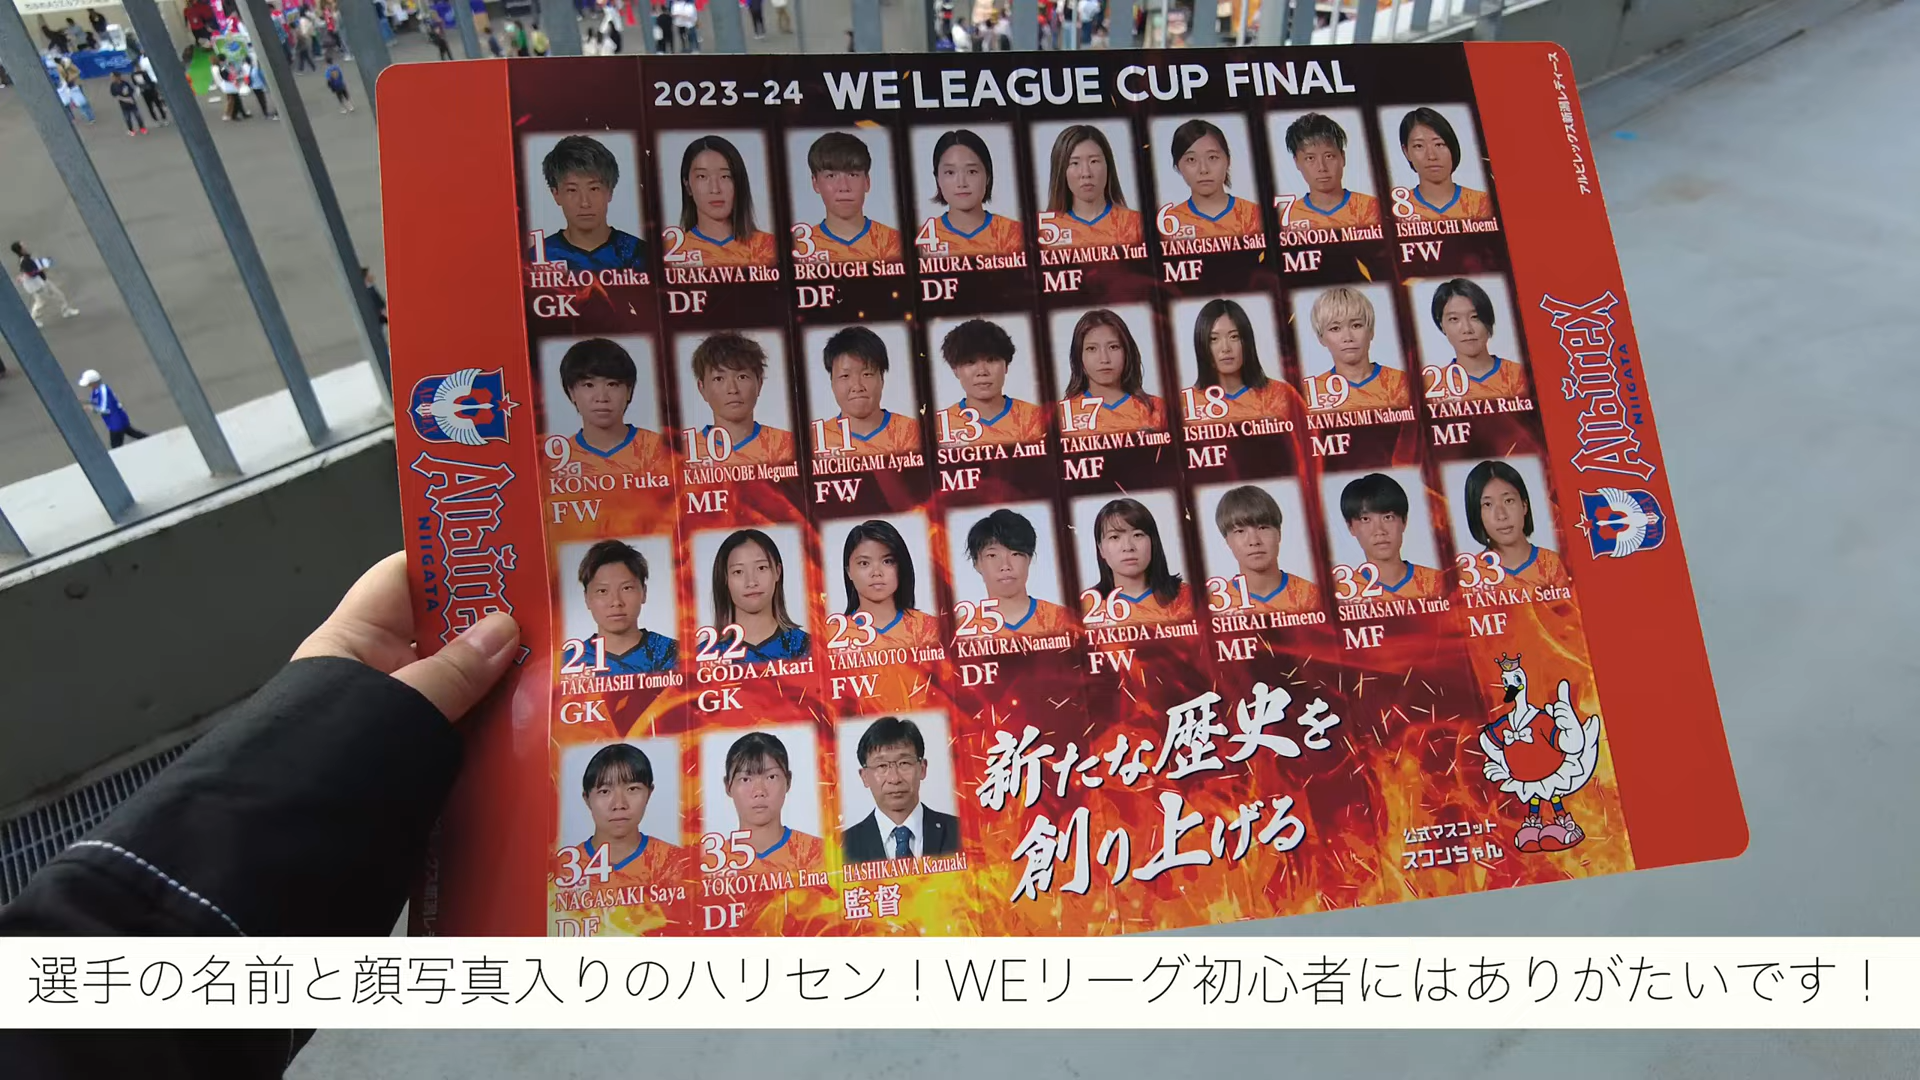 2023-24 WE LEAGUE CUP FINAL
アルビレックス新潟レディース
1
HIRAO Chika
GK
2
URAKAWA Riko
DF
3
BROUGH Sian
DF
4
MIURA Satsuki
DF
5
KAWAMURA Yuri
MF
6
YANAGISAWA Saki
MF
7
SONODA Mizuki
MF
8
ISHIBUCHI Moemi
FW
9
KONO Fuka
FW
10
KAMIONOBE Megumi
MF
11
MICHIGAMI Ayaka
FW
13
SUGITA Ami
MF
17
TAKIKAWA Yume
MF
18
ISHIDA Chihiro
MF
19
KAWASUMI Nahomi
MF
20
YAMAYA Ruka
MF
21
TAKAHASHI Tomoko
GK
22
GODA Akari
GK
23
YAMAMOTO Yuina
FW
25
KAMURA Nanami
DF
26
TAKEDA Asumi
FW
31
SHIRAI Himeno
MF
32
SHIRASAWA Yurie
MF
33
TANAKA Seira
MF
34
NAGASAKI Saya
DF
35
YOKOYAMA Ema
DF
HASHIKAWA Kazuaki
監督
新たな歴史を
創り上げる
公式マスコット
スワンちゃん
NIIGATA
AlbireX
NIIGATA
選手の名前と顔写真入りのハリセン！WEリーグ初心者にはありがたいです！